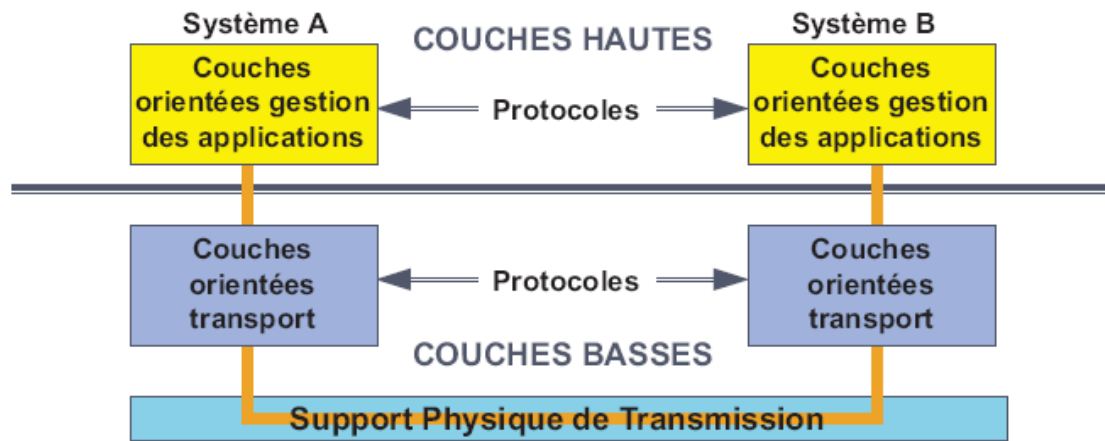 Système A
COUCHES HAUTES
Système B
Couches
orientées gestion
des applications
Protocoles
Couches
orientées gestion
des applications
Couches
orientées
transport
Protocoles
Couches
orientées
transport
COUCHES BASSES
Support Physique de Transmission